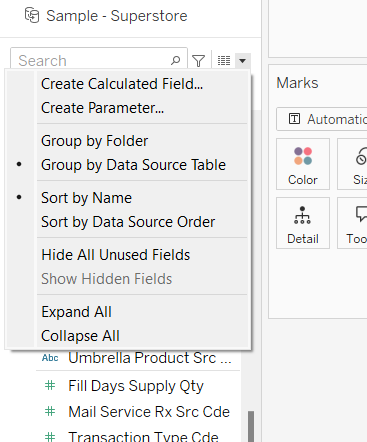 Sample - Superstore
Search
Create Calculated Field...
Create Parameter...
Group by Folder
Group by Data Source Table
Sort by Name
Sort by Data Source Order
Hide All Unused Fields
Show Hidden Fields
Expand All
Collapse All
Abc Umbrella Product Src ...
Fill Days Supply Qty
Mail Service Rx Src Cde
Transaction Type Cde
Marks
T Automatic
Color
Detail